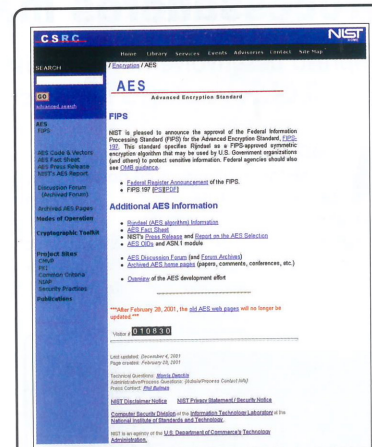 CSRC
NIST
Home Library Services Events Advisories Contact Site Map
SEARCH
/ Encryption / AES
GO
advanced search
AES
Advanced Encryption Standard
AES
FIPS
AES Code & Vectors
AES Fact Sheet
AES Press Release
NIST's AES Report
Discussion Forum
(Archived Forum)
Archived AES Pages
Modes of Operation
Cryptographic Toolkit
Project Sites
CMVP
PKI
Common Criteria
NIAP
Security Practices
Publications
FIPS
NIST is pleased to announce the approval of the Federal Information
Processing Standard (FIPS) for the Advanced Encryption Standard, FIPS-
197. This standard specifies Rijndael as a FIPS-approved symmetric
encryption algorithm that may be used by U.S. Government organizations
(and others) to protect sensitive information. Federal agencies should also
see OMB guidance.
• Federal Register Announcement of the FIPS.
• FIPS 197 [PS][PDF]
Additional AES Information
• Rijndael (AES algorithm) Information
• AES Fact Sheet
• NIST's Press Release and Report on the AES Selection
• AES OIDs and ASN.1 module
• AES Discussion Forum (and Forum Archives)
• Archived AES home pages (papers, comments, conferences, etc.)
• Overview of the AES development effort
***After February 28, 2001, the old AES web pages will no longer be
updated.***
Visitor # 010830
Last updated: December 4, 2001
Page created: February 28, 2001
Technical Questions: Morris Dworkin
Administrative/Process Questions:
Press Contact: Phil Bulman
NIST Disclaimer Notice NIST Privacy Statement / Security Notice
Computer Security Division of the Information Technology Laboratory at the
National Institute of Standards and Technology.
NIST is an agency of the U.S. Department of Commerce's Technology
Administration.